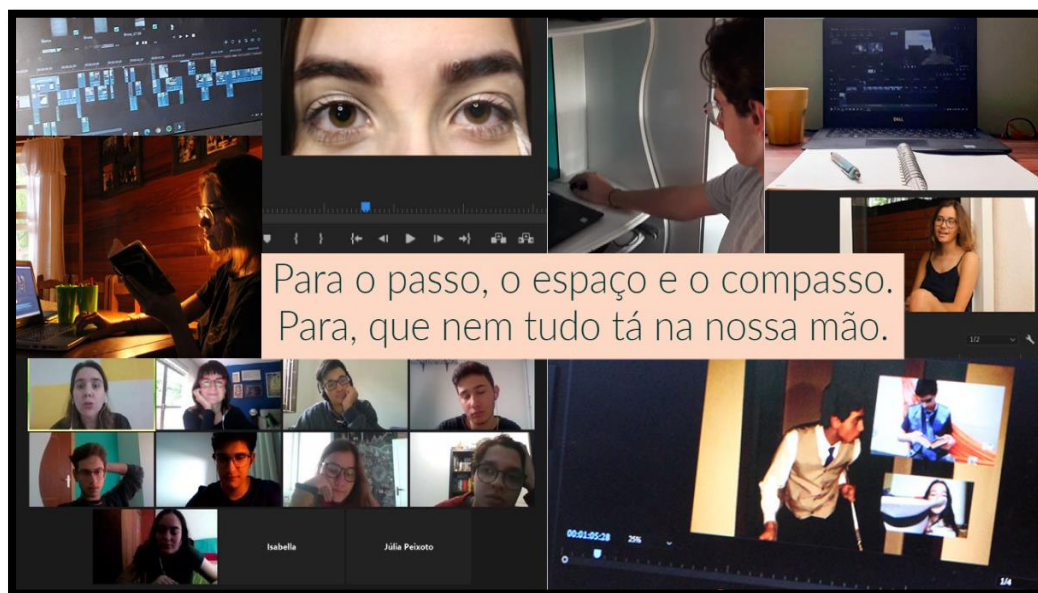 Para o passo, o espaço e o compasso.
Para, que nem tudo tá na nossa mão.
DELL
1/2
Isabella
Júlia Peixoto
00:01:05:28
25%
1/4